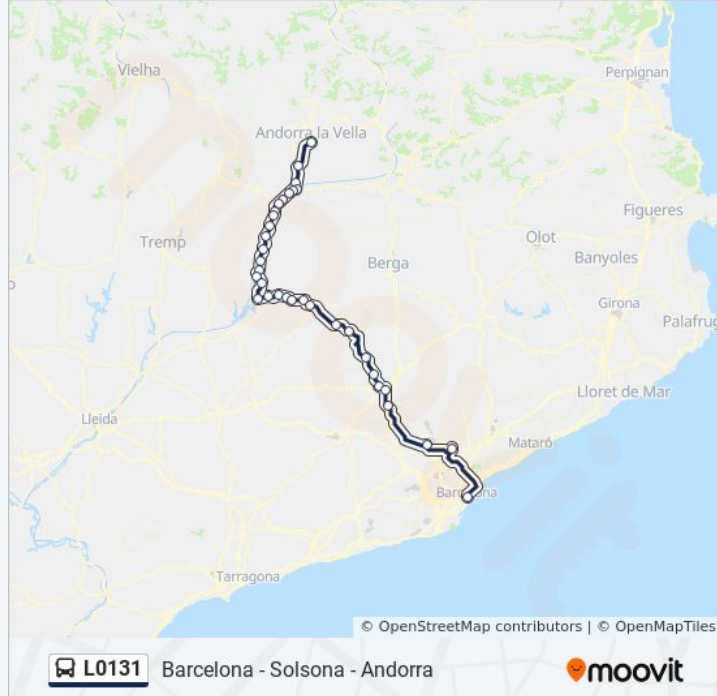 Vielha
Perpignan
Andorra la Vella
Figueres
Tremp
Olot
Banyoles
Berga
Girona
Palafrug
Lloret de Mar
Lleida
Mataró
Barcelona
Tarragona
© OpenStreetMap contributors | © OpenMapTiles
L0131 Barcelona - Solsona - Andorra
moovit